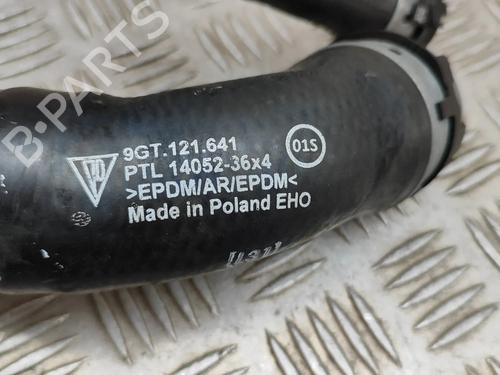 B-PARTS
9GT.121.641
PTL 14052-36x4
>EPDM/AR/EPDM<
Made in Poland EHO
01S